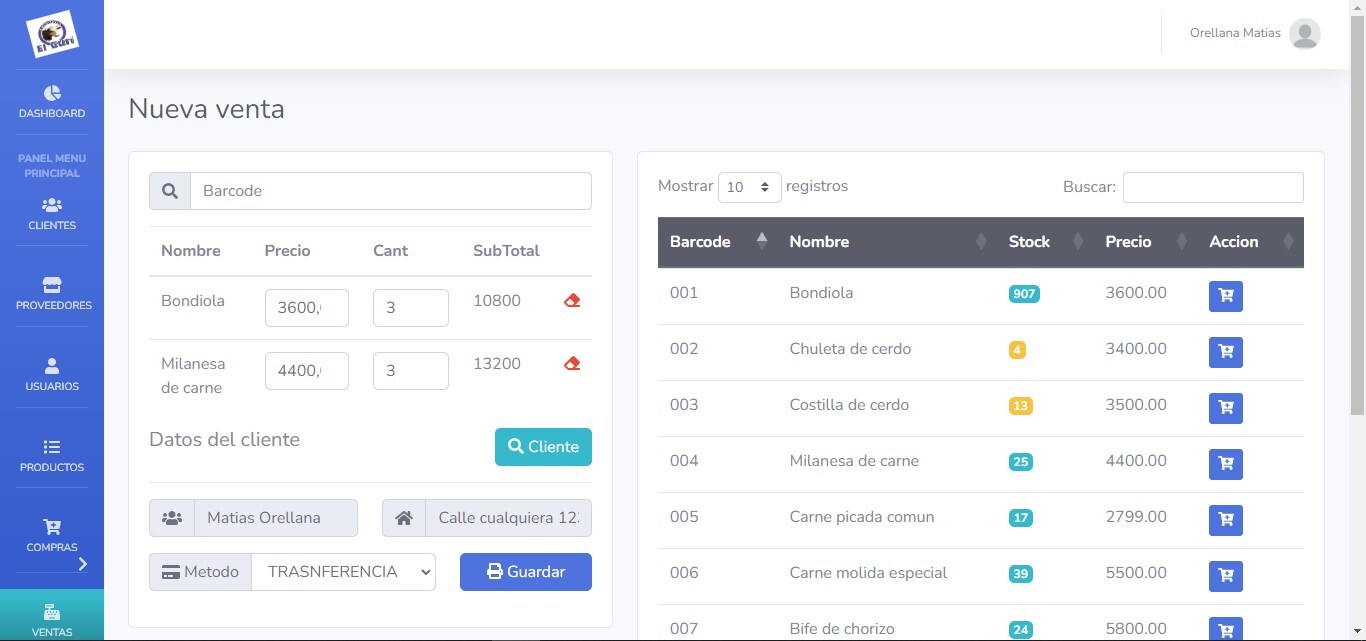 El Guri
DASHBOARD
PANEL MENU
PRINCIPAL
CLIENTES
PROVEEDORES
USUARIOS
PRODUCTOS
COMPRAS
VENTAS
Orellana Matias
Nueva venta
Barcode
Nombre Precio Cant SubTotal
Bondiola 3600, 3 10800
Milanesa 4400, 3 13200
de carne
Datos del cliente Cliente
Matias Orellana Calle cualquiera 12
Metodo TRASNFERENCIA Guardar
Mostrar 10 registros Buscar:
Barcode Nombre Stock Precio Accion
001 Bondiola 907 3600.00
002 Chuleta de cerdo 4 3400.00
003 Costilla de cerdo 13 3500.00
004 Milanesa de carne 25 4400.00
005 Carne picada comun 17 2799.00
006 Carne molida especial 39 5500.00
007 Bife de chorizo 24 5800.00